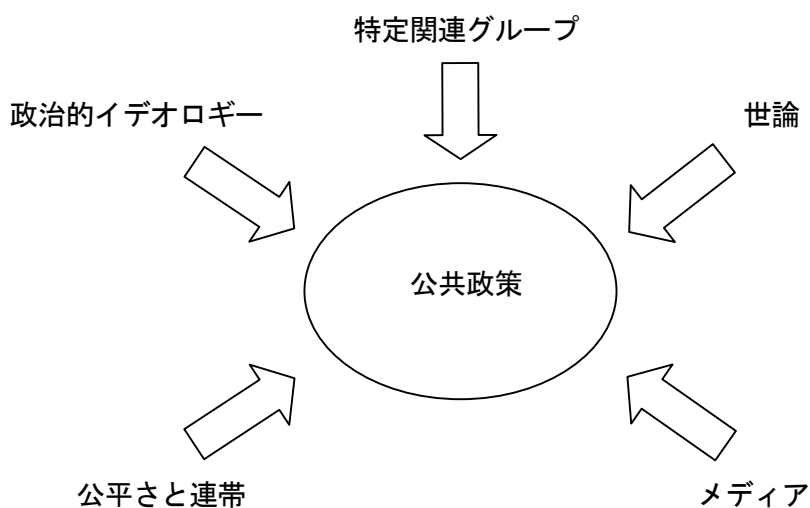 特定関連グループ
政治的イデオロギー
世論
公共政策
公平さと連帯
メディア